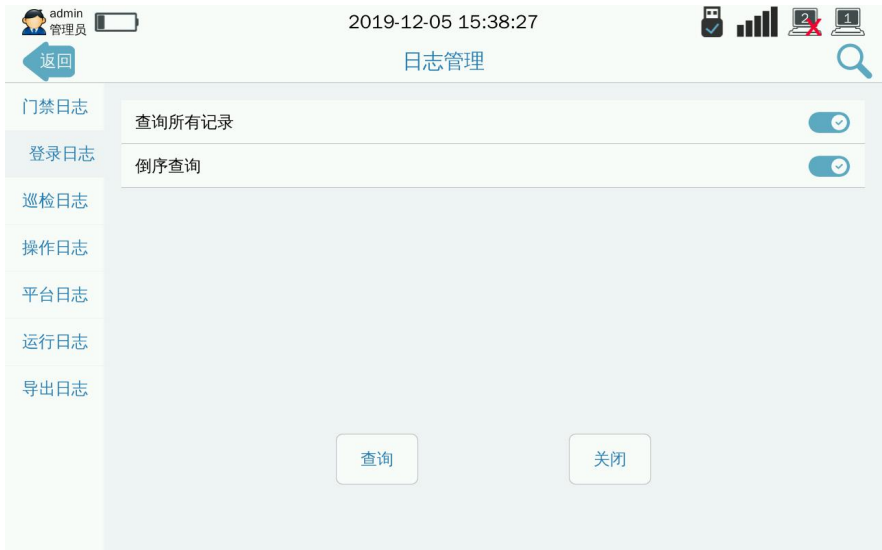 admin
管理员
2019-12-05 15:38:27
2
1
返回
日志管理
门禁日志
登录日志
巡检日志
操作日志
平台日志
运行日志
导出日志
查询所有记录
倒序查询
查询
关闭